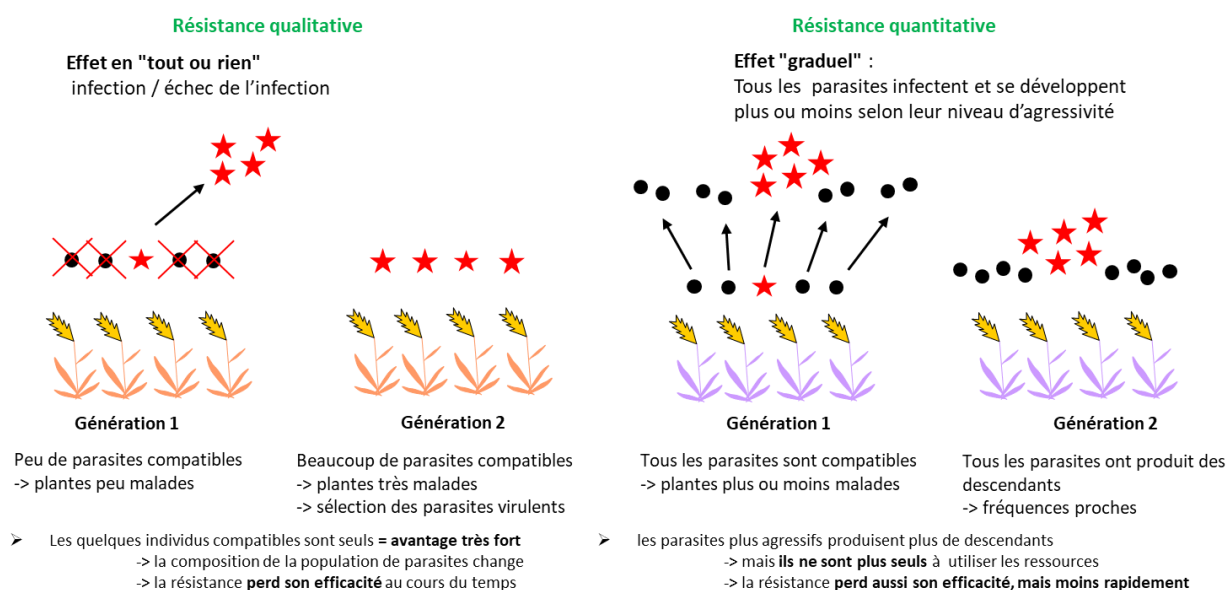 Résistance qualitative
Effet en "tout ou rien"
infection / échec de l'infection
Génération 1
Peu de parasites compatibles
-> plantes peu malades
Génération 2
Beaucoup de parasites compatibles
-> plantes très malades
-> sélection des parasites virulents
➢ Les quelques individus compatibles sont seuls = avantage très fort
-> la composition de la population de parasites change
-> la résistance perd son efficacité au cours du temps
Résistance quantitative
Effet "graduel" :
Tous les parasites infectent et se développent
plus ou moins selon leur niveau d'agressivité
Génération 1
Tous les parasites sont compatibles
-> plantes plus ou moins malades
Génération 2
Tous les parasites ont produit des
descendants
-> fréquences proches
➢ les parasites plus agressifs produisent plus de descendants
-> mais ils ne sont plus seuls à utiliser les ressources
-> la résistance perd aussi son efficacité, mais moins rapidement